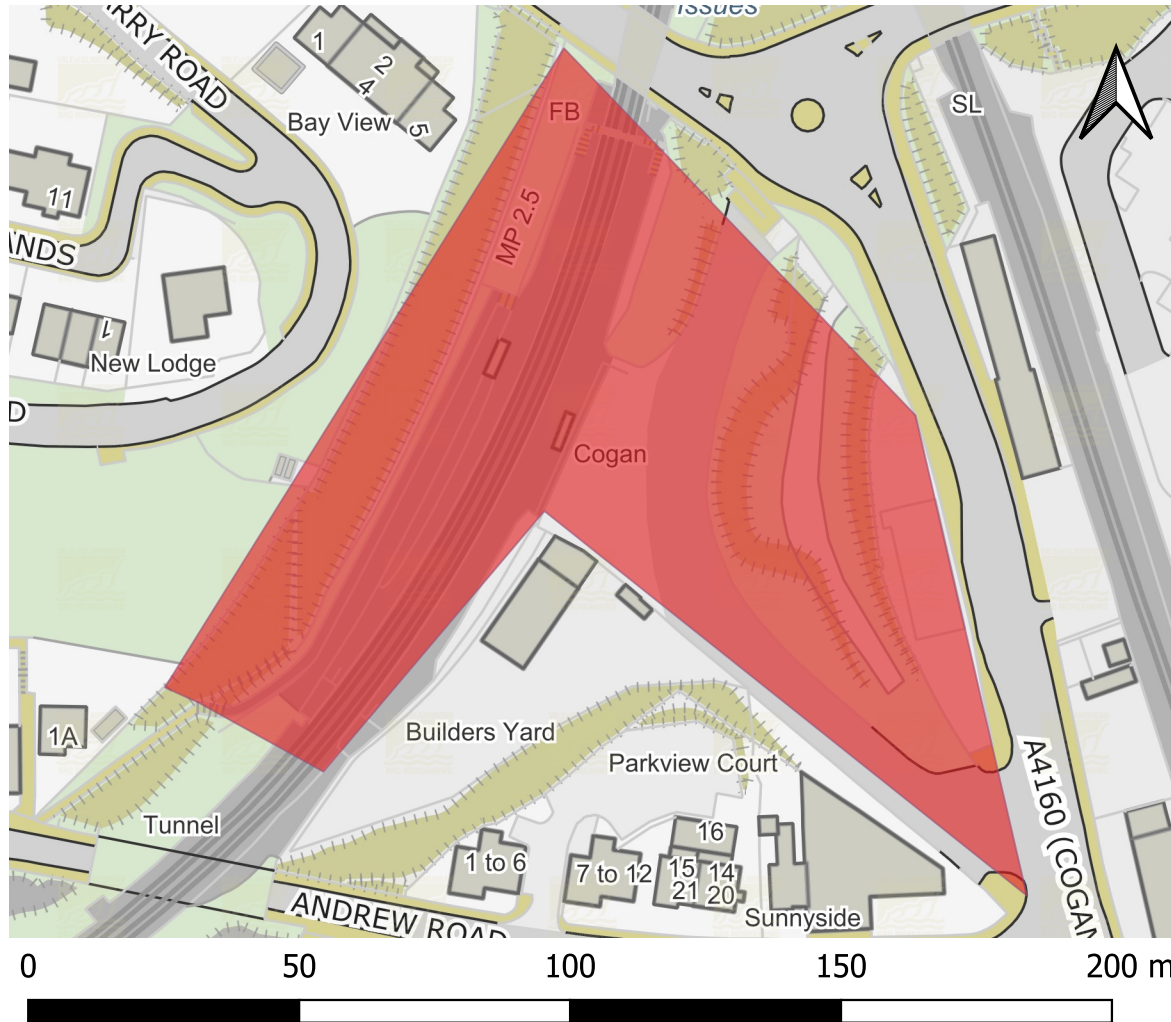 Issues
RRY ROAD
1
2
4
5
Bay View
FB
SL
11
MP 2.5
ANDS
1
New Lodge
D
Cogan
1A
Builders Yard
Parkview Court
A4160 (COGAN
Tunnel
16
1 to 6
7 to 12
15
14
21
20
Sunnyside
ANDREW ROAD
0
50
100
150
200 m